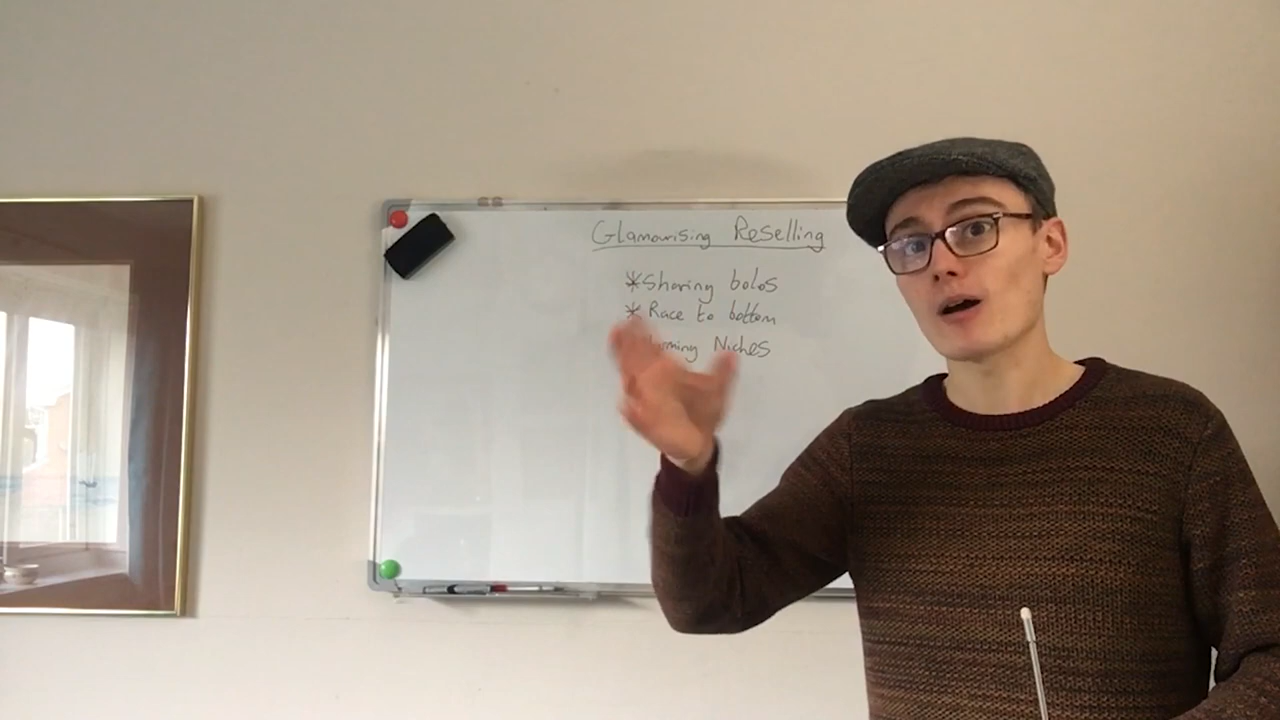 Glamourising Reselling
*Sharing bolos
* Race to bottom
Niches